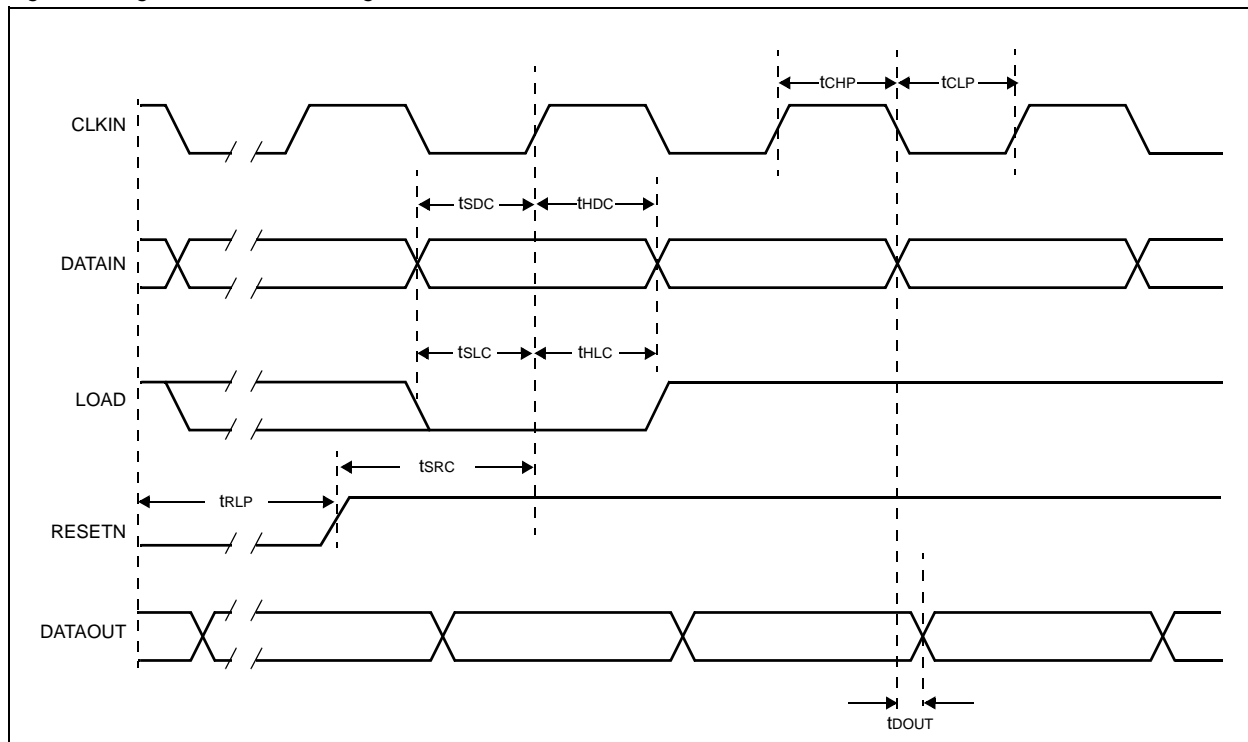 tCHP tCLP
CLKIN
tSDC tHDC
DATAIN
tSLC tHLC
LOAD
tSRC
tRLP
RESETN
DATAOUT
tDOUT